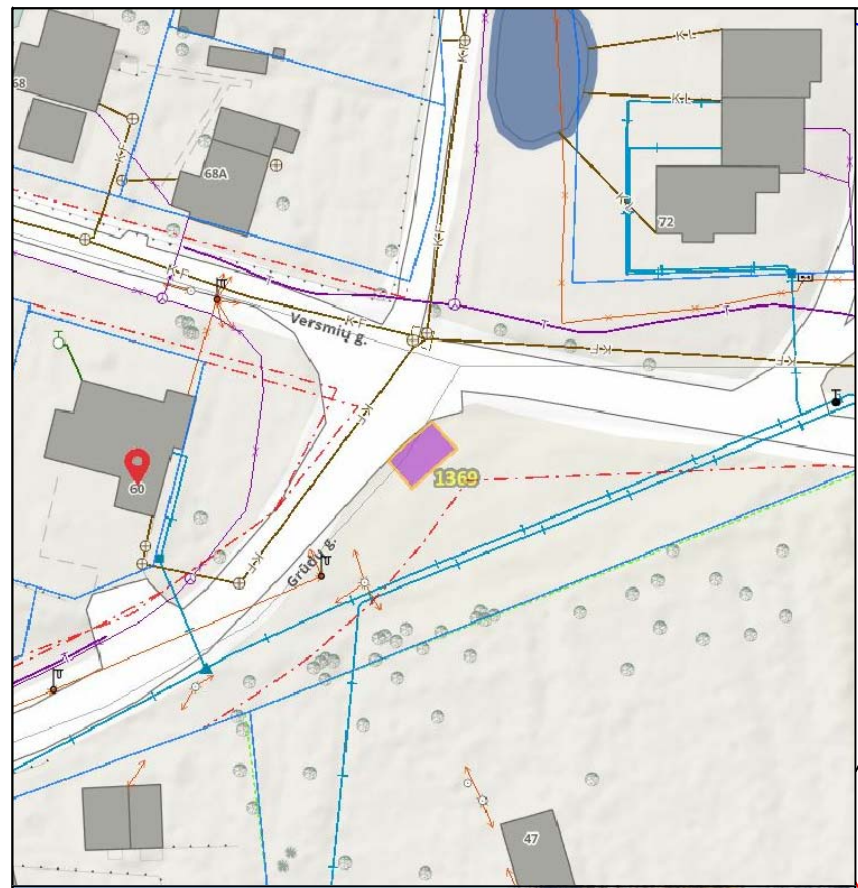 K L
K-F
68
K L
K-F
68A
72
K-F
K-F
T
T
T
Versmių g.
K-F
K-F
K-F
K-F
60
1369
K-F
Grūdų g.
T
47